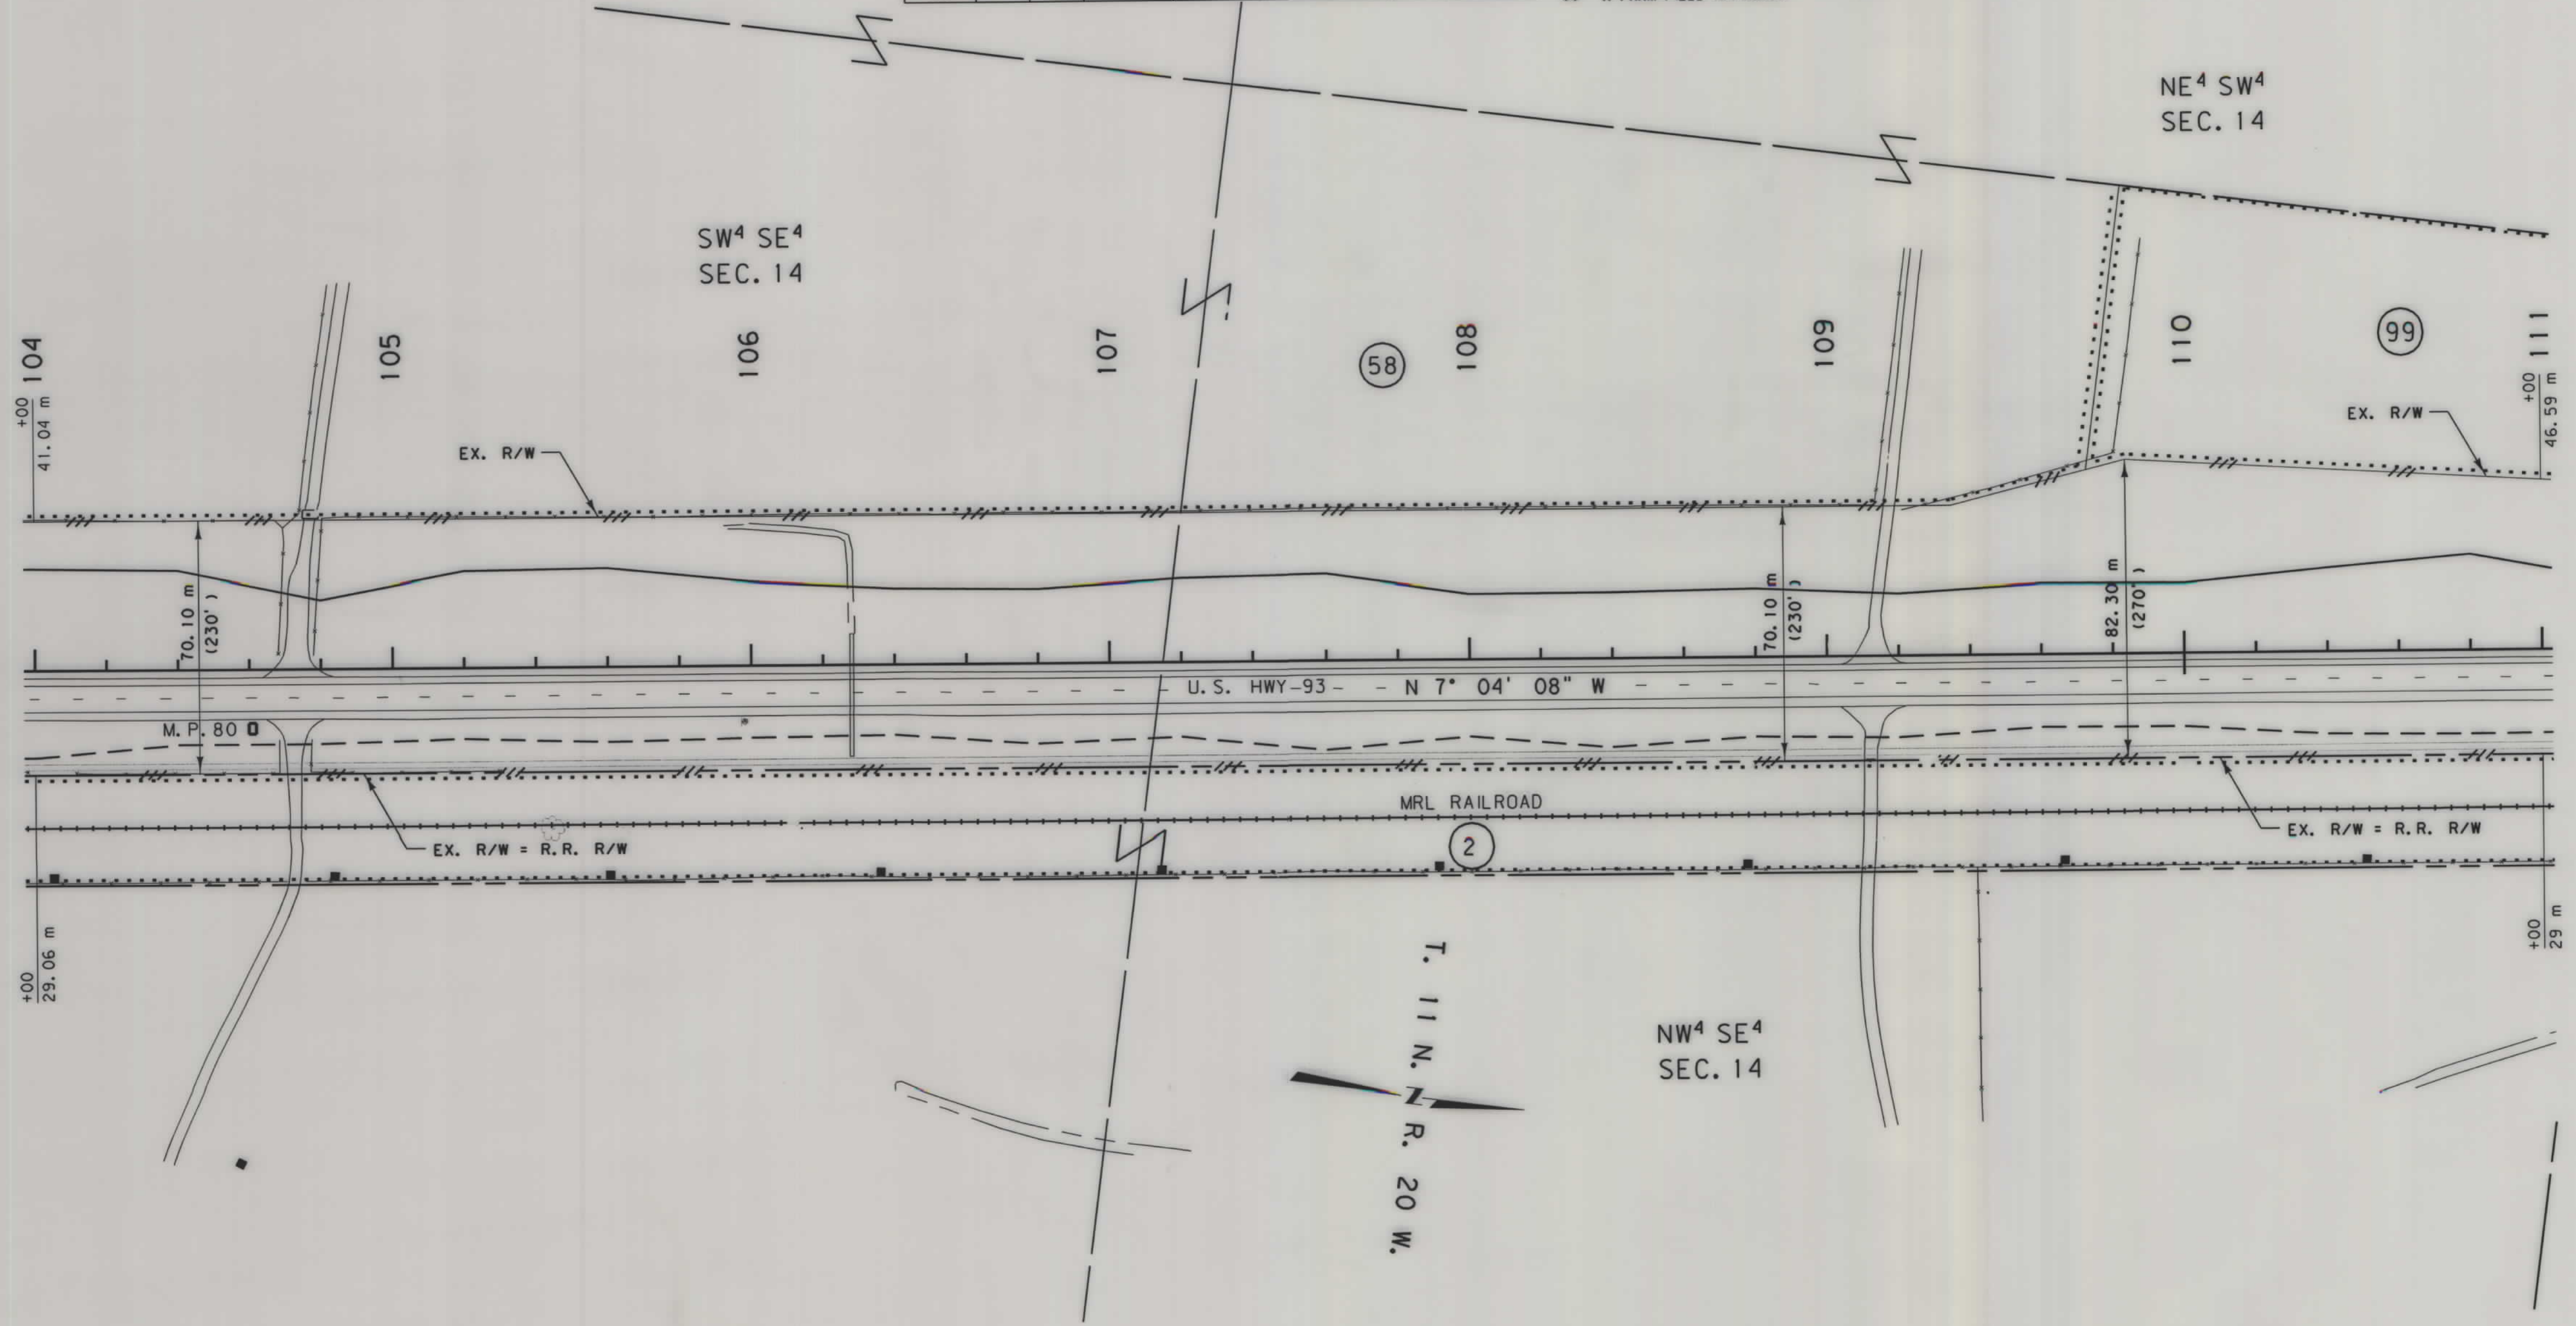 NE⁴ SW⁴
SEC. 14
SW⁴ SE⁴
SEC. 14
104
105
106
107
58
108
109
110
99
111
+00
41.04 m
+00
46.59 m
EX. R/W
EX. R/W
70.10 m
(230')
70.10 m
(230')
82.30 m
(270')
U.S. HWY-93
N 7° 04' 08" W
M.P. 80
MRL RAILROAD
2
EX. R/W = R.R. R/W
EX. R/W = R.R. R/W
+00
29.06 m
+00
29 m
T. 11 N.
Z
R. 20 W.
NW⁴ SE⁴
SEC. 14